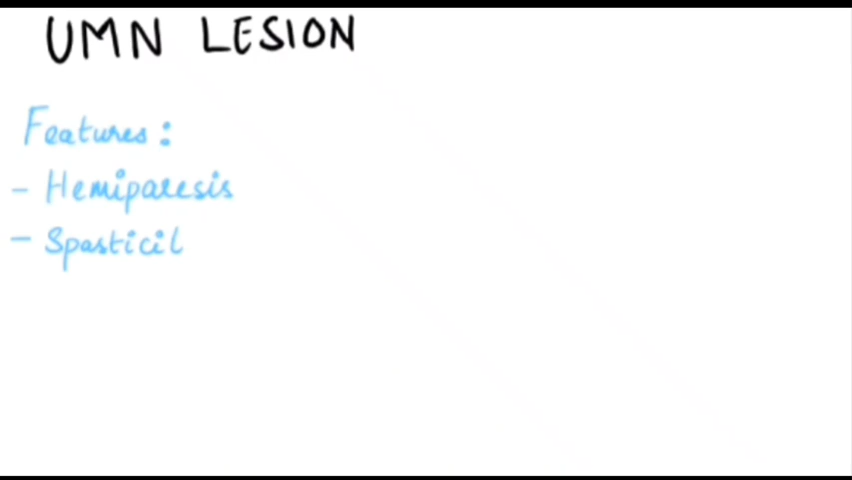 UMN LESION
Features :
- Hemiparesis
- Spasticil